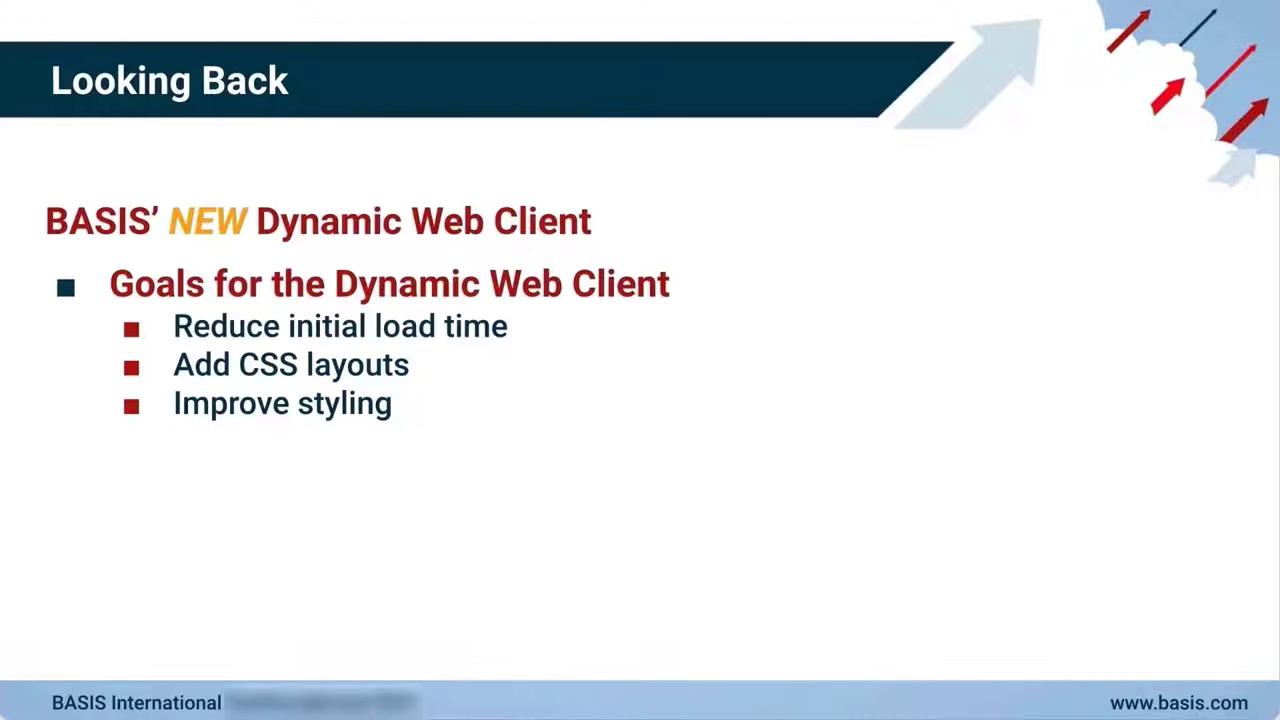 Looking Back
BASIS’ NEW Dynamic Web Client
Goals for the Dynamic Web Client
Reduce initial load time
Add CSS layouts
Improve styling
BASIS International
www.basis.com